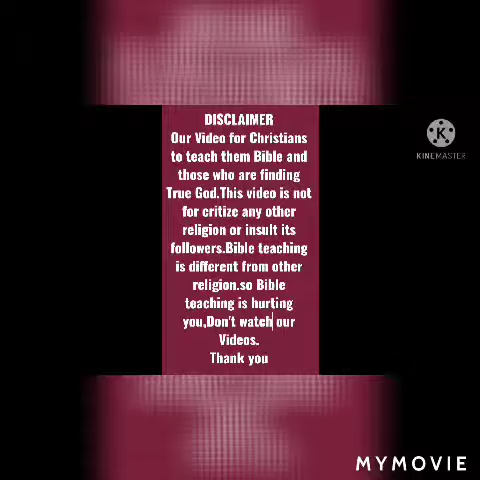 DISCLAIMER
Our Video for Christians
to teach them Bible and
those who are finding
True God.This video is not
for critize any other
religion or insult its
followers.Bible teaching
is different from other
religion.so Bible
teaching is hurting
you,Don't watch our
Videos.
Thank you
K
KINEMASTER
MYMOVIE